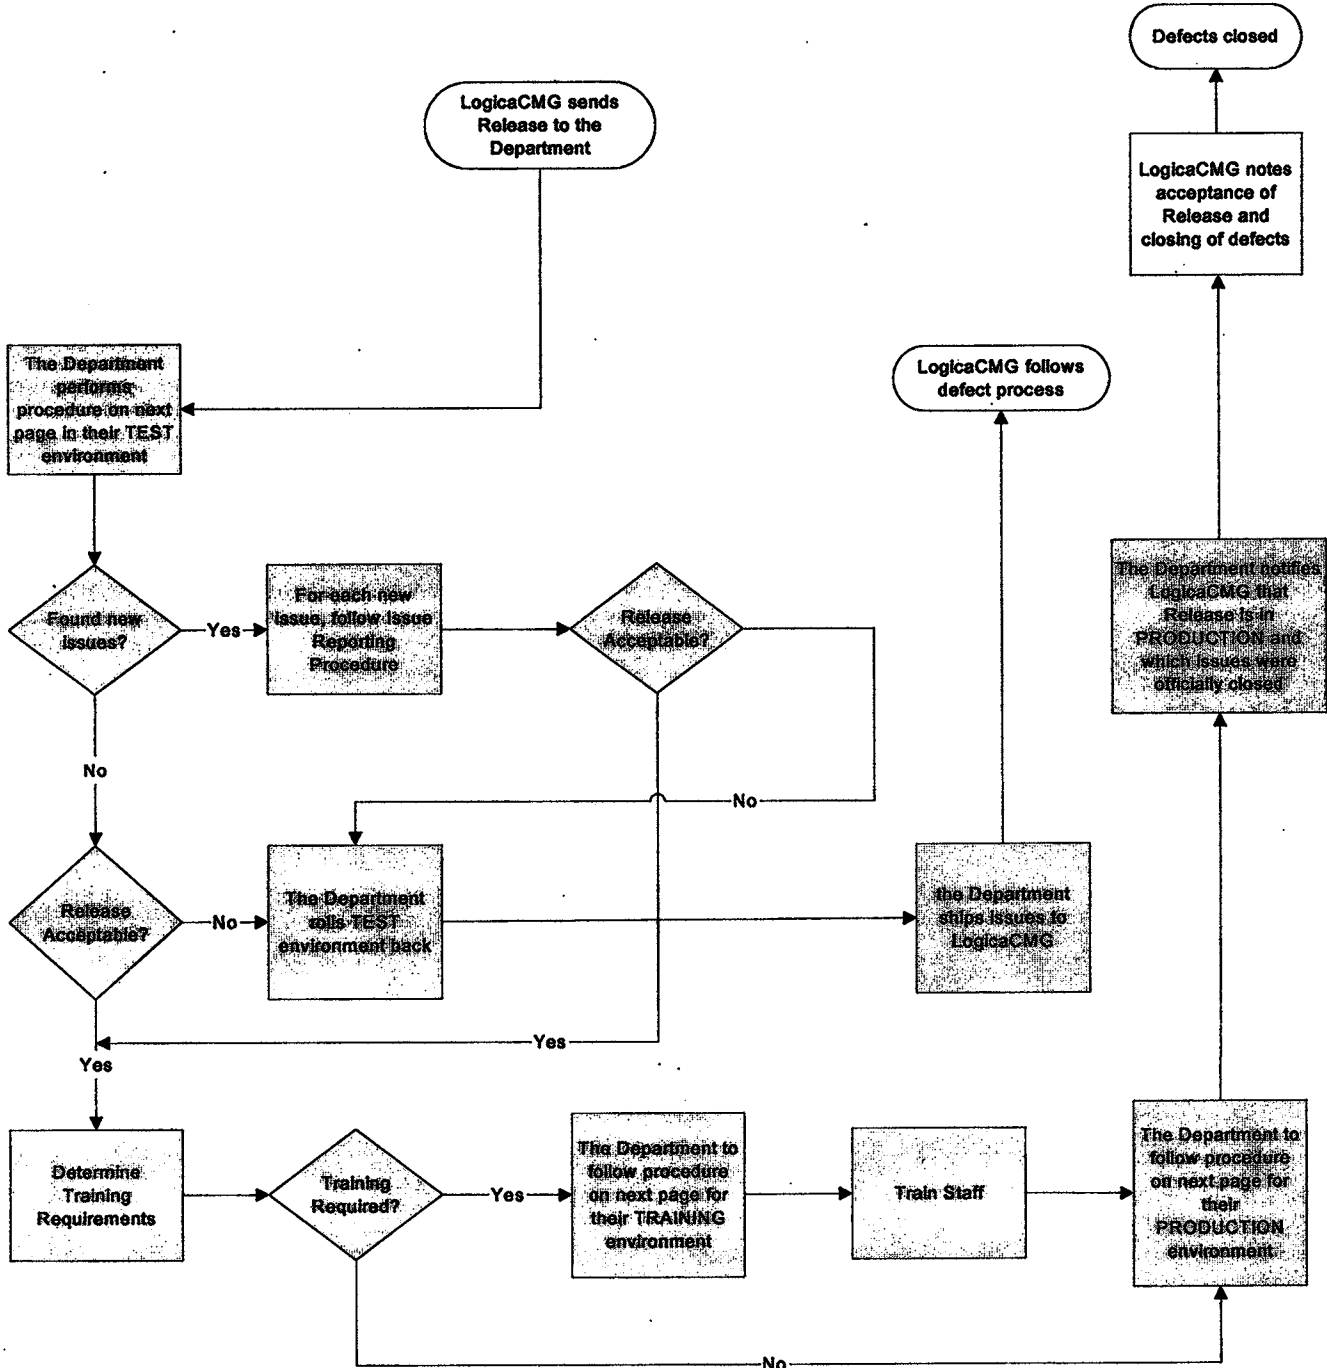 Defects closed
LogicaCMG sends
Release to the
Department
LogicaCMG notes
acceptance of
Release and
closing of defects
The Department
performs
procedure on next
page in their TEST
environment
LogicaCMG follows
defect process
Found new
issues?
Yes
For each new
issue, follow Issue
Reporting
Procedure
Release
Acceptable?
The Department notifies
LogicaCMG that
Release is in
PRODUCTION and
which issues were
officially closed
No
No
Release
Acceptable?
No
The Department
rolls TEST
environment back
the Department
ships issues to
LogicaCMG
Yes
Yes
Determine
Training
Requirements
Training
Required?
Yes
The Department to
follow procedure
on next page for
their TRAINING
environment
Train Staff
The Department to
follow procedure
on next page for
their
PRODUCTION
environment
No